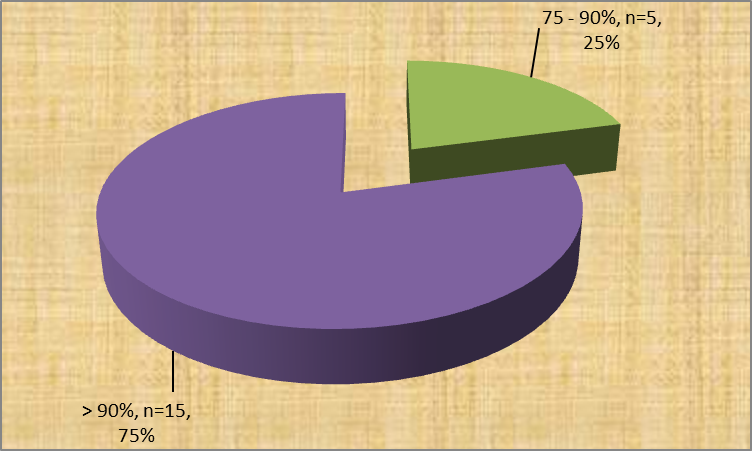 75 - 90%, n=5,
25%
> 90%, n=15,
75%